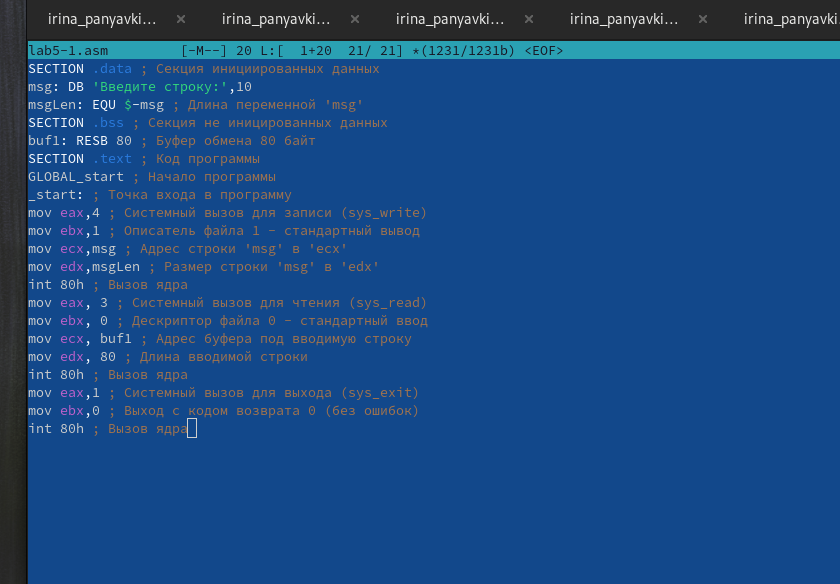 irina_panyavki... × irina_panyavki... × irina_panyavki... × irina_panyavki... × irina_panyavki
lab5-1.asm [-M--] 20 L:[ 1+20 21/ 21] *(1231/1231b) <EOF>
SECTION .data ; Секция инициированных данных
msg: DB 'Введите строку:',10
msgLen: EQU $-msg ; Длина переменной 'msg'
SECTION .bss ; Секция не иницированных данных
buf1: RESB 80 ; Буфер обмена 80 байт
SECTION .text ; Код программы
GLOBAL_start ; Начало программы
_start: ; Точка входа в программу
mov eax,4 ; Системный вызов для записи (sys_write)
mov ebx,1 ; Описатель файла 1 - стандартный вывод
mov ecx,msg ; Адрес строки 'msg' в 'ecx'
mov edx,msgLen ; Размер строки 'msg' в 'edx'
int 80h ; Вызов ядра
mov eax, 3 ; Системный вызов для чтения (sys_read)
mov ebx, 0 ; Дескриптор файла 0 - стандартный ввод
mov ecx, buf1 ; Адрес буфера под вводимую строку
mov edx, 80 ; Длина вводимой строки
int 80h ; Вызов ядра
mov eax,1 ; Системный вызов для выхода (sys_exit)
mov ebx,0 ; Выход с кодом возврата 0 (без ошибок)
int 80h ; Вызов ядра